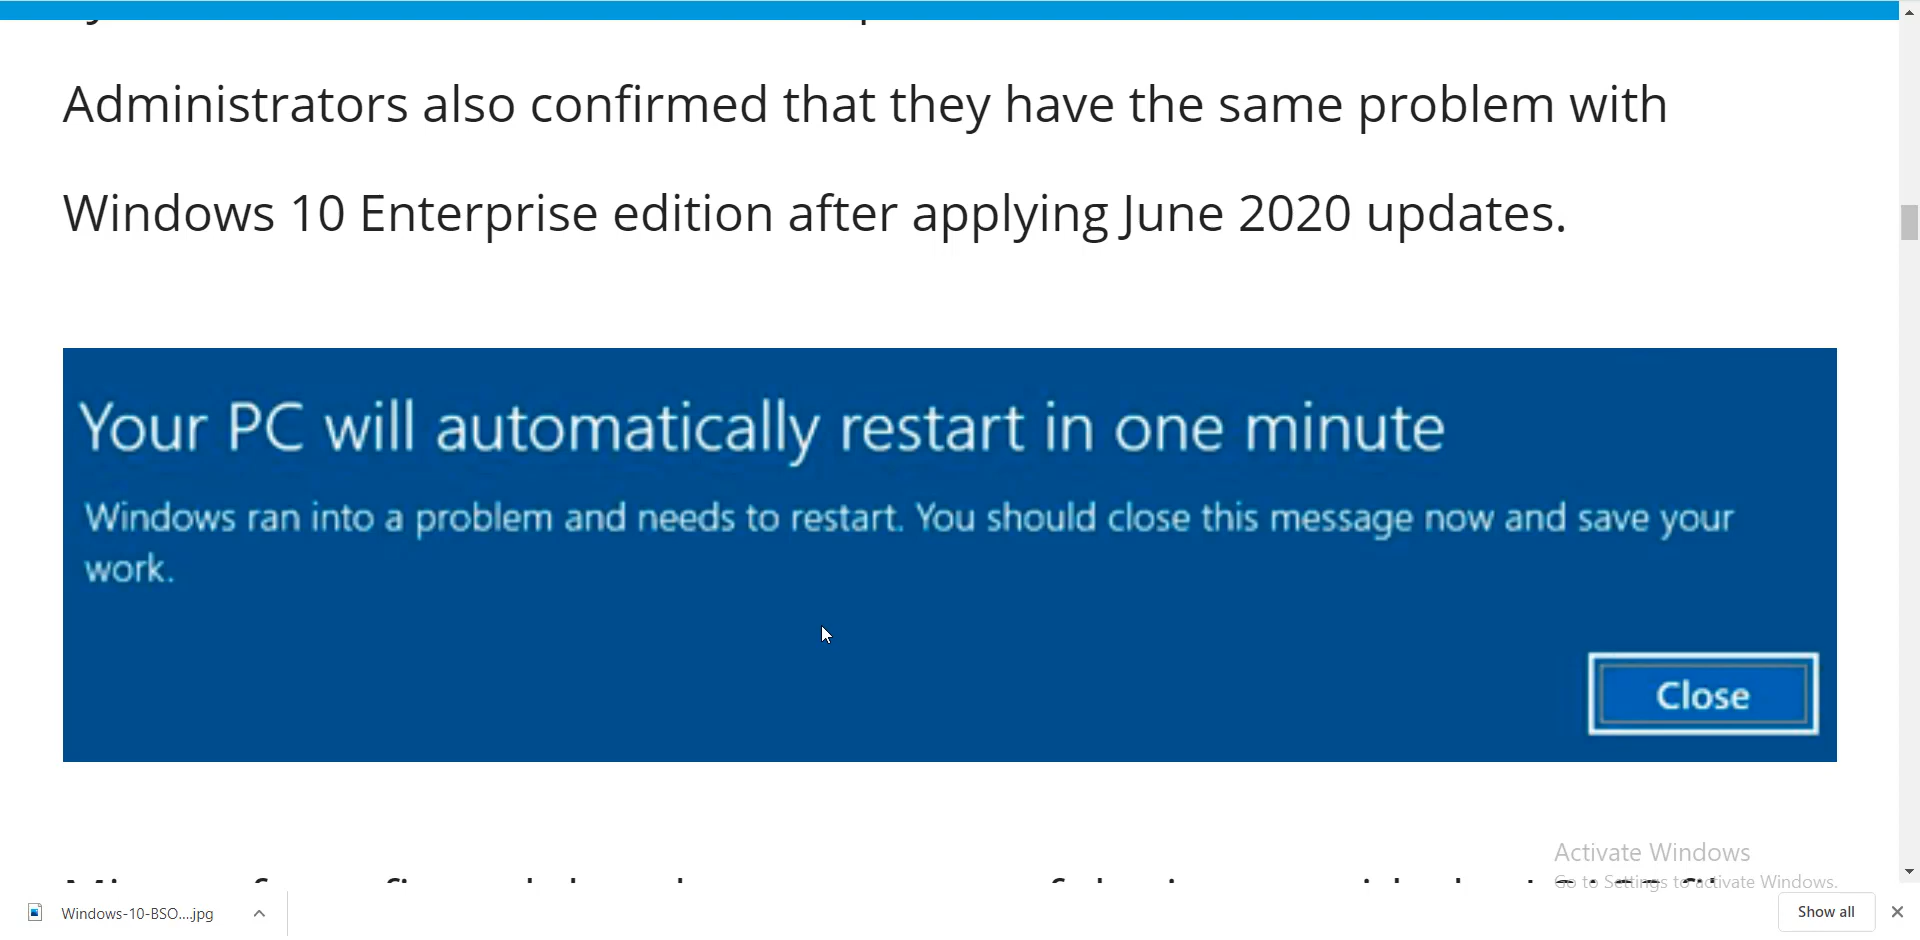 Administrators also confirmed that they have the same problem with
Windows 10 Enterprise edition after applying June 2020 updates.
Your PC will automatically restart in one minute
Windows ran into a problem and needs to restart. You should close this message now and save your
work.
Close
Activate Windows
Go to Settings to activate Windows.
Windows-10-BSO....jpg
Show all